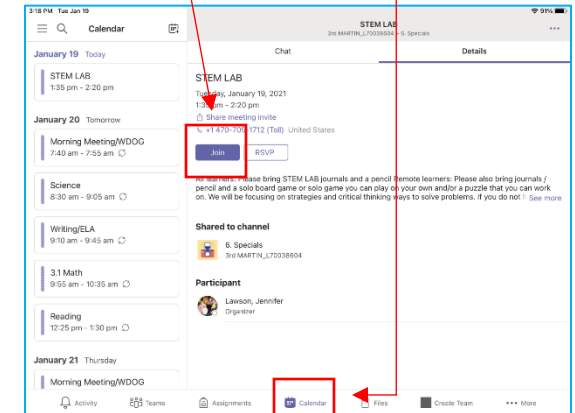 3:18 PM Tue Jan 19
91%
Calendar
January 19 Today
STEM LAB
1:35 pm - 2:20 pm
January 20 Tomorrow
Morning Meeting/WDOG
7:40 am - 7:55 am
Science
8:30 am - 9:05 am
Writing/ELA
9:10 am - 9:45 am
3.1 Math
9:55 am - 10:35 am
Reading
12:25 pm - 1:30 pm
January 21 Thursday
Morning Meeting/WDOG
STEM LAB
3rd MARTIN_L70038604 > 6. Specials
Chat
Details
STEM LAB
Tuesday, January 19, 2021
1:35 pm - 2:20 pm
Share meeting invite
+1 470-705-1712 (Toll) United States
Join
RSVP
All learners: Please bring STEM LAB journals and a pencil Remote learners: Please also bring journals /
pencil and a solo board game or solo game you can play on your own and/or a puzzle that you can work
on. We will be focusing on strategies and critical thinking ways to solve problems. If you do not See more
Shared to channel
6. Specials
3rd MARTIN_L70038604
Participant
Lawson, Jennifer
Organizer
Activity
Teams
Assignments
Calendar
Files
Create Team
More